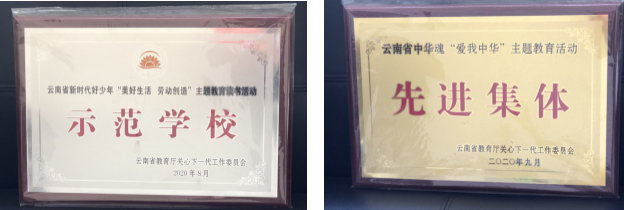 云南省新时代好少年“美好生活 劳动创造”主题教育读书活动
示范学校
云南省教育厅关心下一代工作委员会
2020年8月
云南省中华魂“爱我中华”主题教育活动
先进集体
云南省教育厅关心下一代工作委员会
二〇二〇年九月